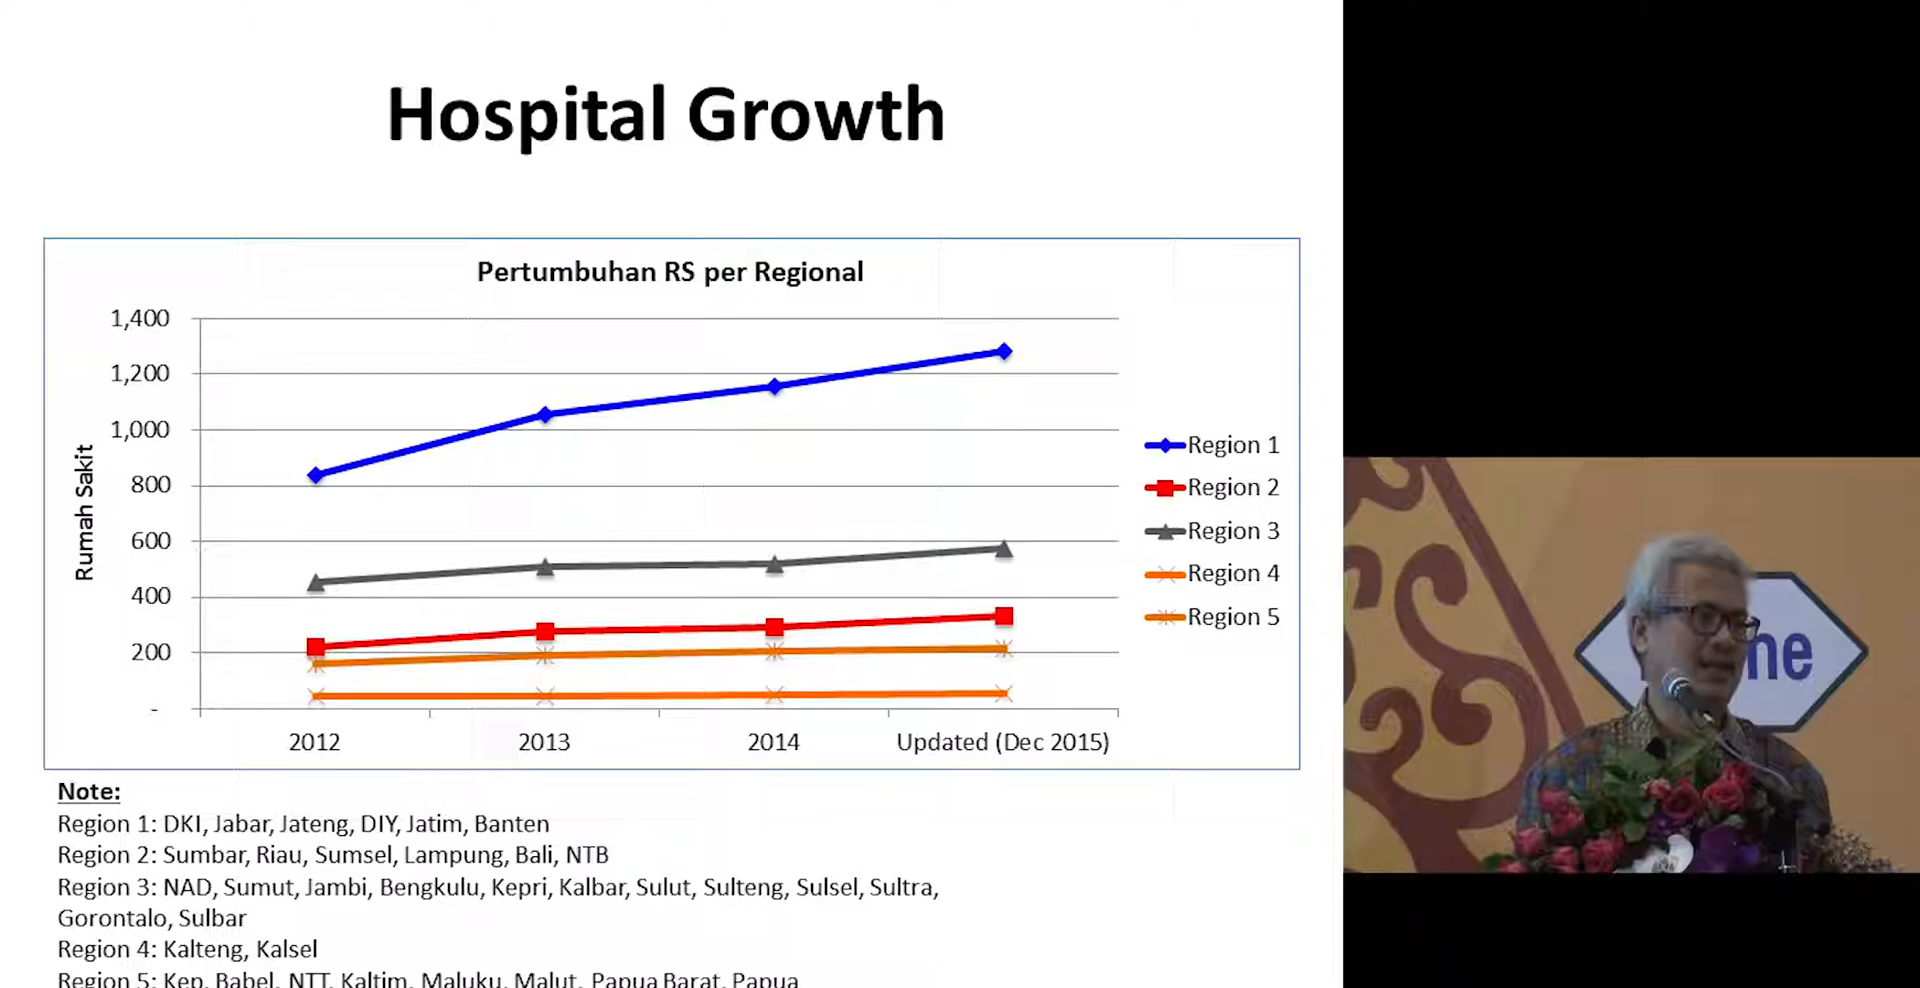 Hospital Growth
Pertumbuhan RS per Regional
1,400
1,200
1,000
800
600
400
200
-
Rumah Sakit
2012 2013 2014 Updated (Dec 2015)
Region 1
Region 2
Region 3
Region 4
Region 5
Note:
Region 1: DKI, Jabar, Jateng, DIY, Jatim, Banten
Region 2: Sumbar, Riau, Sumsel, Lampung, Bali, NTB
Region 3: NAD, Sumut, Jambi, Bengkulu, Kepri, Kalbar, Sulut, Sulteng, Sulsel, Sultra,
Gorontalo, Sulbar
Region 4: Kalteng, Kalsel
Region 5: Kep. Babel, NTT, Kaltim, Maluku, Malut, Papua Barat, Papua